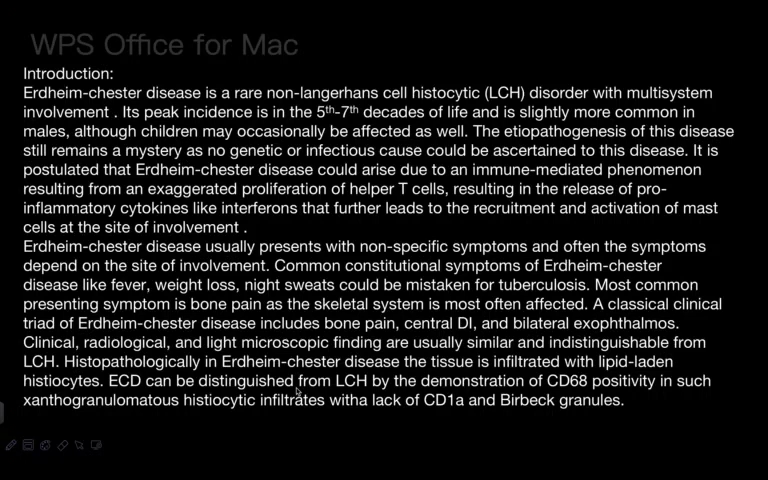 WPS Office for Mac
Introduction:
Erdheim-chester disease is a rare non-langerhans cell histocytic (LCH) disorder with multisystem
involvement . Its peak incidence is in the 5th-7th decades of life and is slightly more common in
males, although children may occasionally be affected as well. The etiopathogenesis of this disease
still remains a mystery as no genetic or infectious cause could be ascertained to this disease. It is
postulated that Erdheim-chester disease could arise due to an immune-mediated phenomenon
resulting from an exaggerated proliferation of helper T cells, resulting in the release of pro-
inflammatory cytokines like interferons that further leads to the recruitment and activation of mast
cells at the site of involvement .
Erdheim-chester disease usually presents with non-specific symptoms and often the symptoms
depend on the site of involvement. Common constitutional symptoms of Erdheim-chester
disease like fever, weight loss, night sweats could be mistaken for tuberculosis. Most common
presenting symptom is bone pain as the skeletal system is most often affected. A classical clinical
triad of Erdheim-chester disease includes bone pain, central DI, and bilateral exophthalmos.
Clinical, radiological, and light microscopic finding are usually similar and indistinguishable from
LCH. Histopathologically in Erdheim-chester disease the tissue is infiltrated with lipid-laden
histiocytes. ECD can be distinguished from LCH by the demonstration of CD68 positivity in such
xanthogranulomatous histiocytic infiltrates witha lack of CD1a and Birbeck granules.